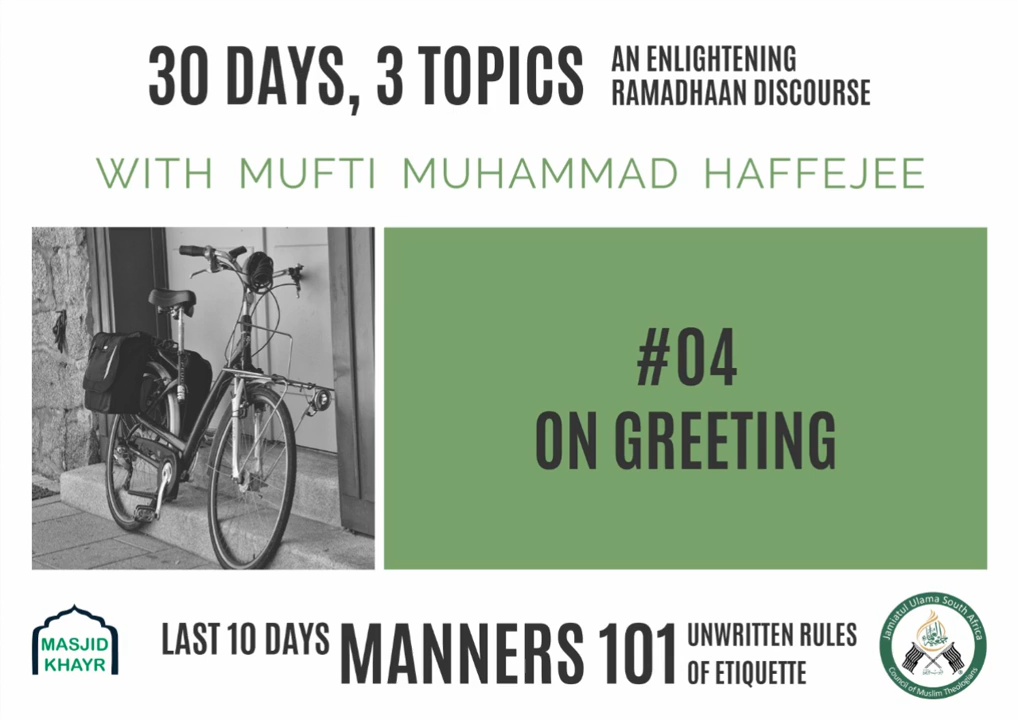 30 DAYS, 3 TOPICS
AN ENLIGHTENING
RAMADHAAN DISCOURSE
WITH MUFTI MUHAMMAD HAFFEJEE
#04
ON GREETING
MASJID
KHAYR
LAST 10 DAYS
MANNERS 101
UNWRITTEN RULES
OF ETIQUETTE
Jamiatul Ulama South Africa
Council of Muslim Theologians